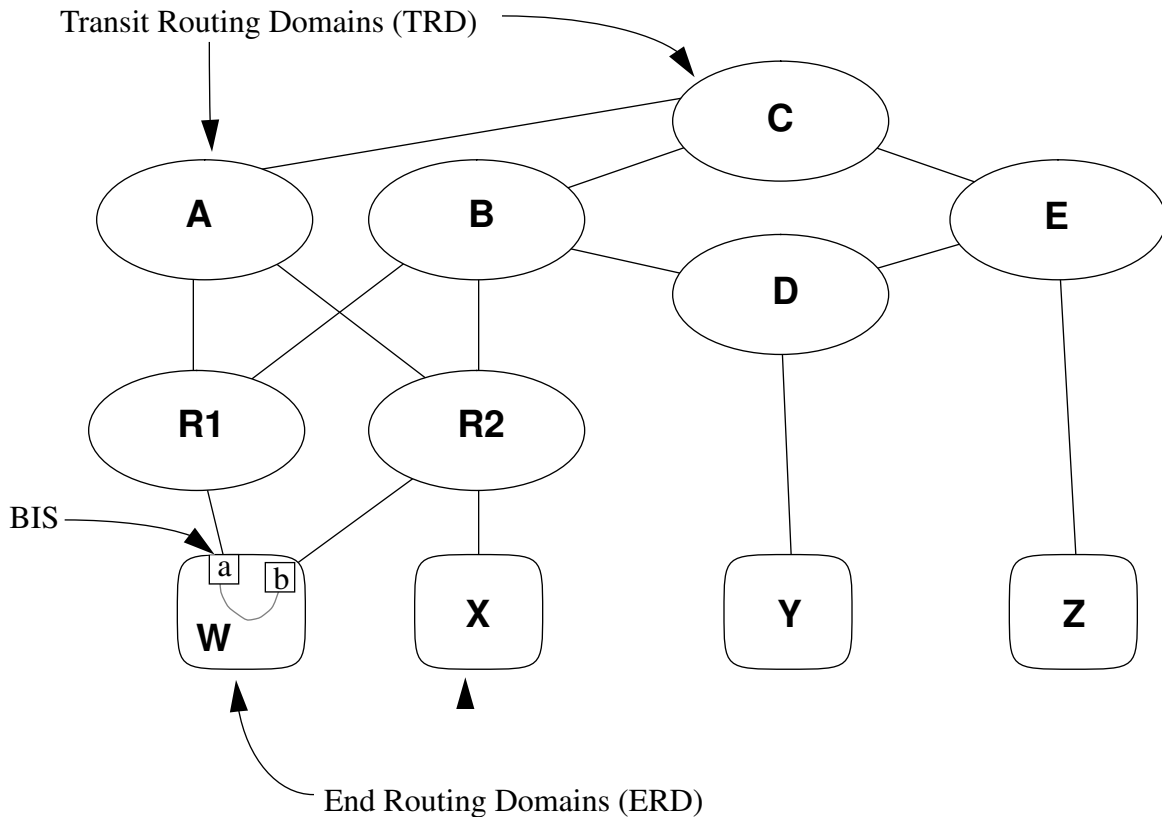 Transit Routing Domains (TRD)
C
A
B
E
D
R1
R2
BIS
a
b
W
X
Y
Z
End Routing Domains (ERD)